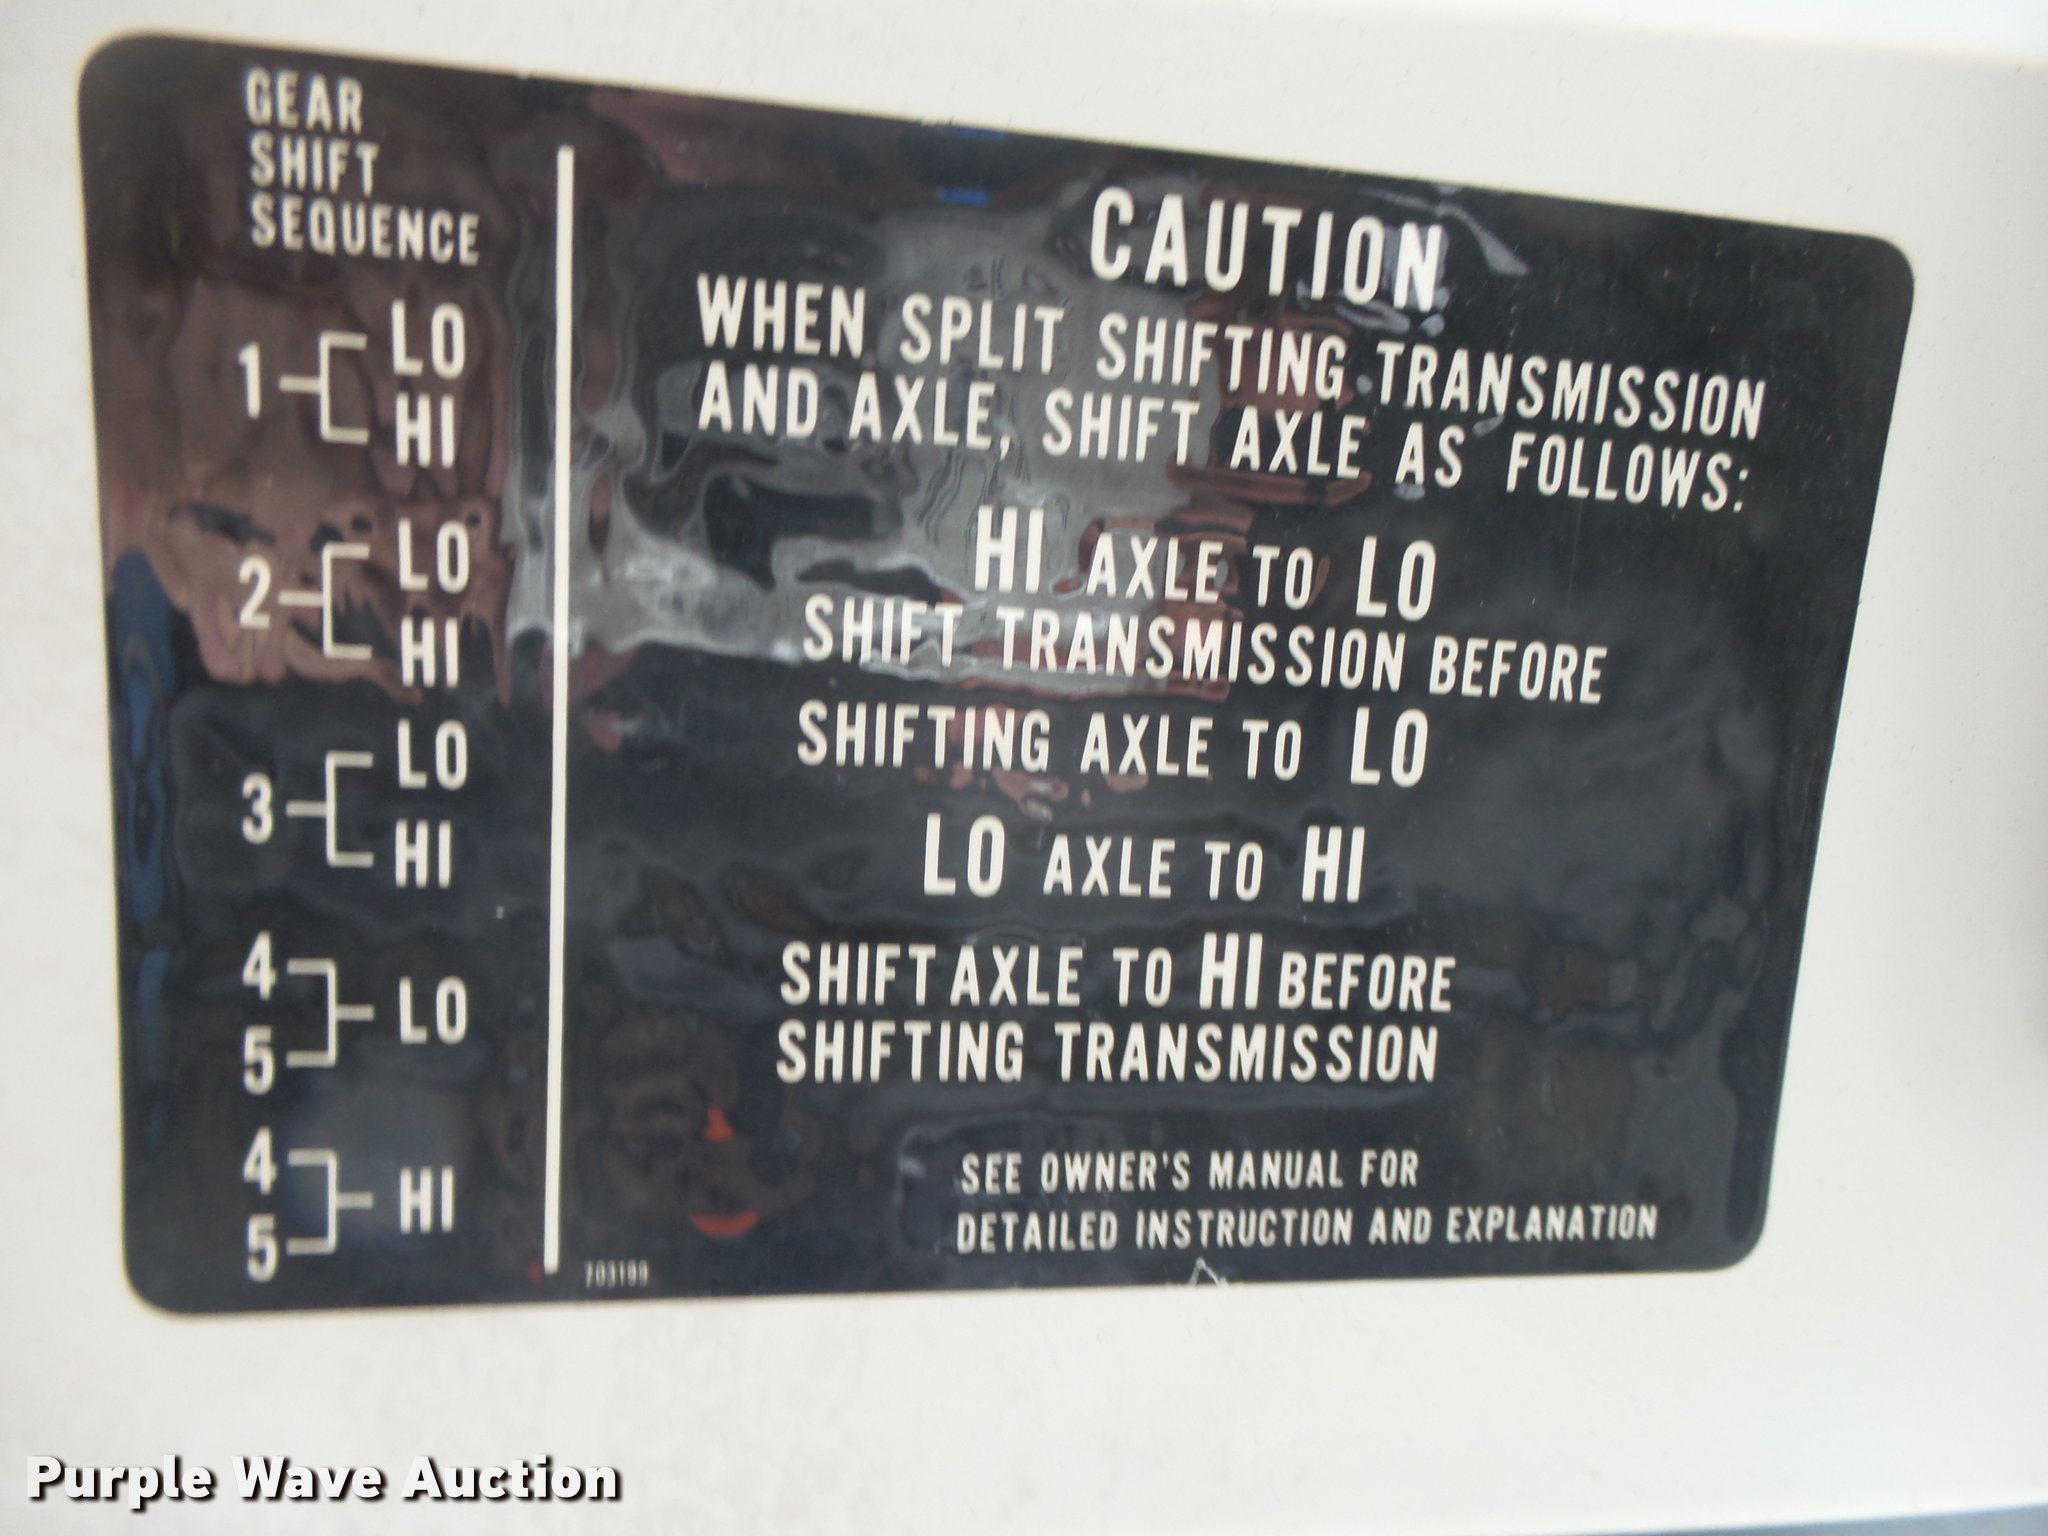 GEAR
SHIFT
SEQUENCE
1 LO
HI
2 LO
HI
3 LO
HI
4
5 LO
4
5 HI
CAUTION
WHEN SPLIT SHIFTING TRANSMISSION
AND AXLE, SHIFT AXLE AS FOLLOWS:
HI AXLE TO LO
SHIFT TRANSMISSION BEFORE
SHIFTING AXLE TO LO
LO AXLE TO HI
SHIFT AXLE TO HI BEFORE
SHIFTING TRANSMISSION
SEE OWNER'S MANUAL FOR
DETAILED INSTRUCTION AND EXPLANATION
703199
Purple Wave Auction